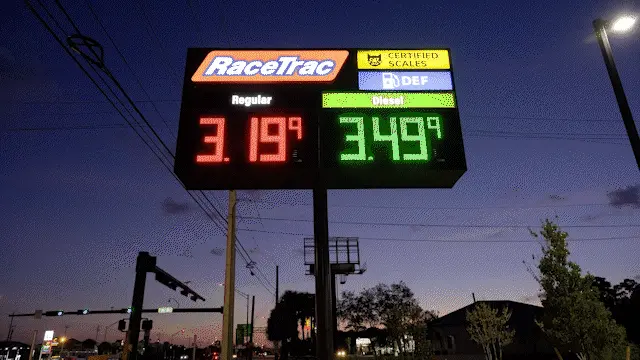 RaceTrac
CERTIFIED
SCALES
DEF
Regular
Diesel
3.19⁹
3.49⁹